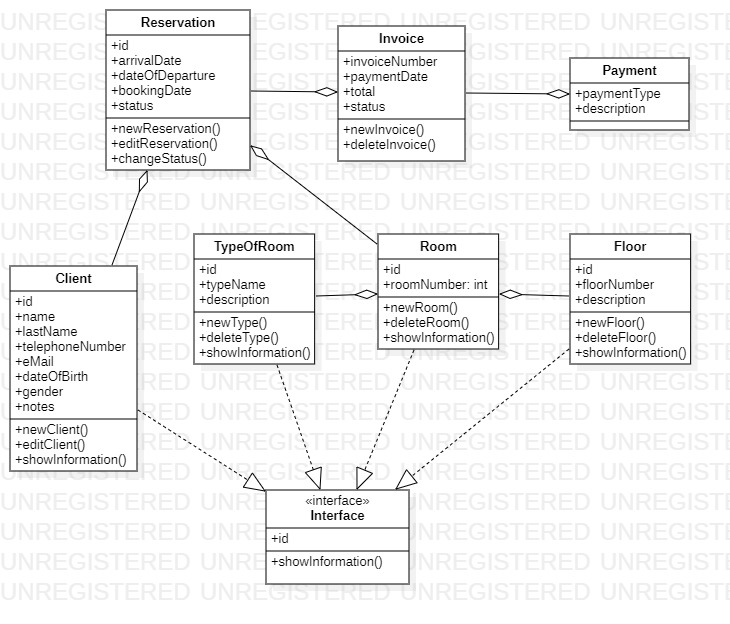 Reservation
+id
+arrivalDate
+dateOfDeparture
+bookingDate
+status
+newReservation()
+editReservation()
+changeStatus()
Invoice
+invoiceNumber
+paymentDate
+total
+status
+newInvoice()
+deleteInvoice()
Payment
+paymentType
+description
Client
+id
+name
+lastName
+telephoneNumber
+eMail
+dateOfBirth
+gender
+notes
+newClient()
+editClient()
+showInformation()
TypeOfRoom
+id
+typeName
+description
+newType()
+deleteType()
+showInformation()
Room
+id
+roomNumber: int
+newRoom()
+deleteRoom()
+showInformation()
Floor
+id
+floorNumber
+description
+newFloor()
+deleteFloor()
+showInformation()
«interface»
Interface
+id
+showInformation()
UNREGISTERED